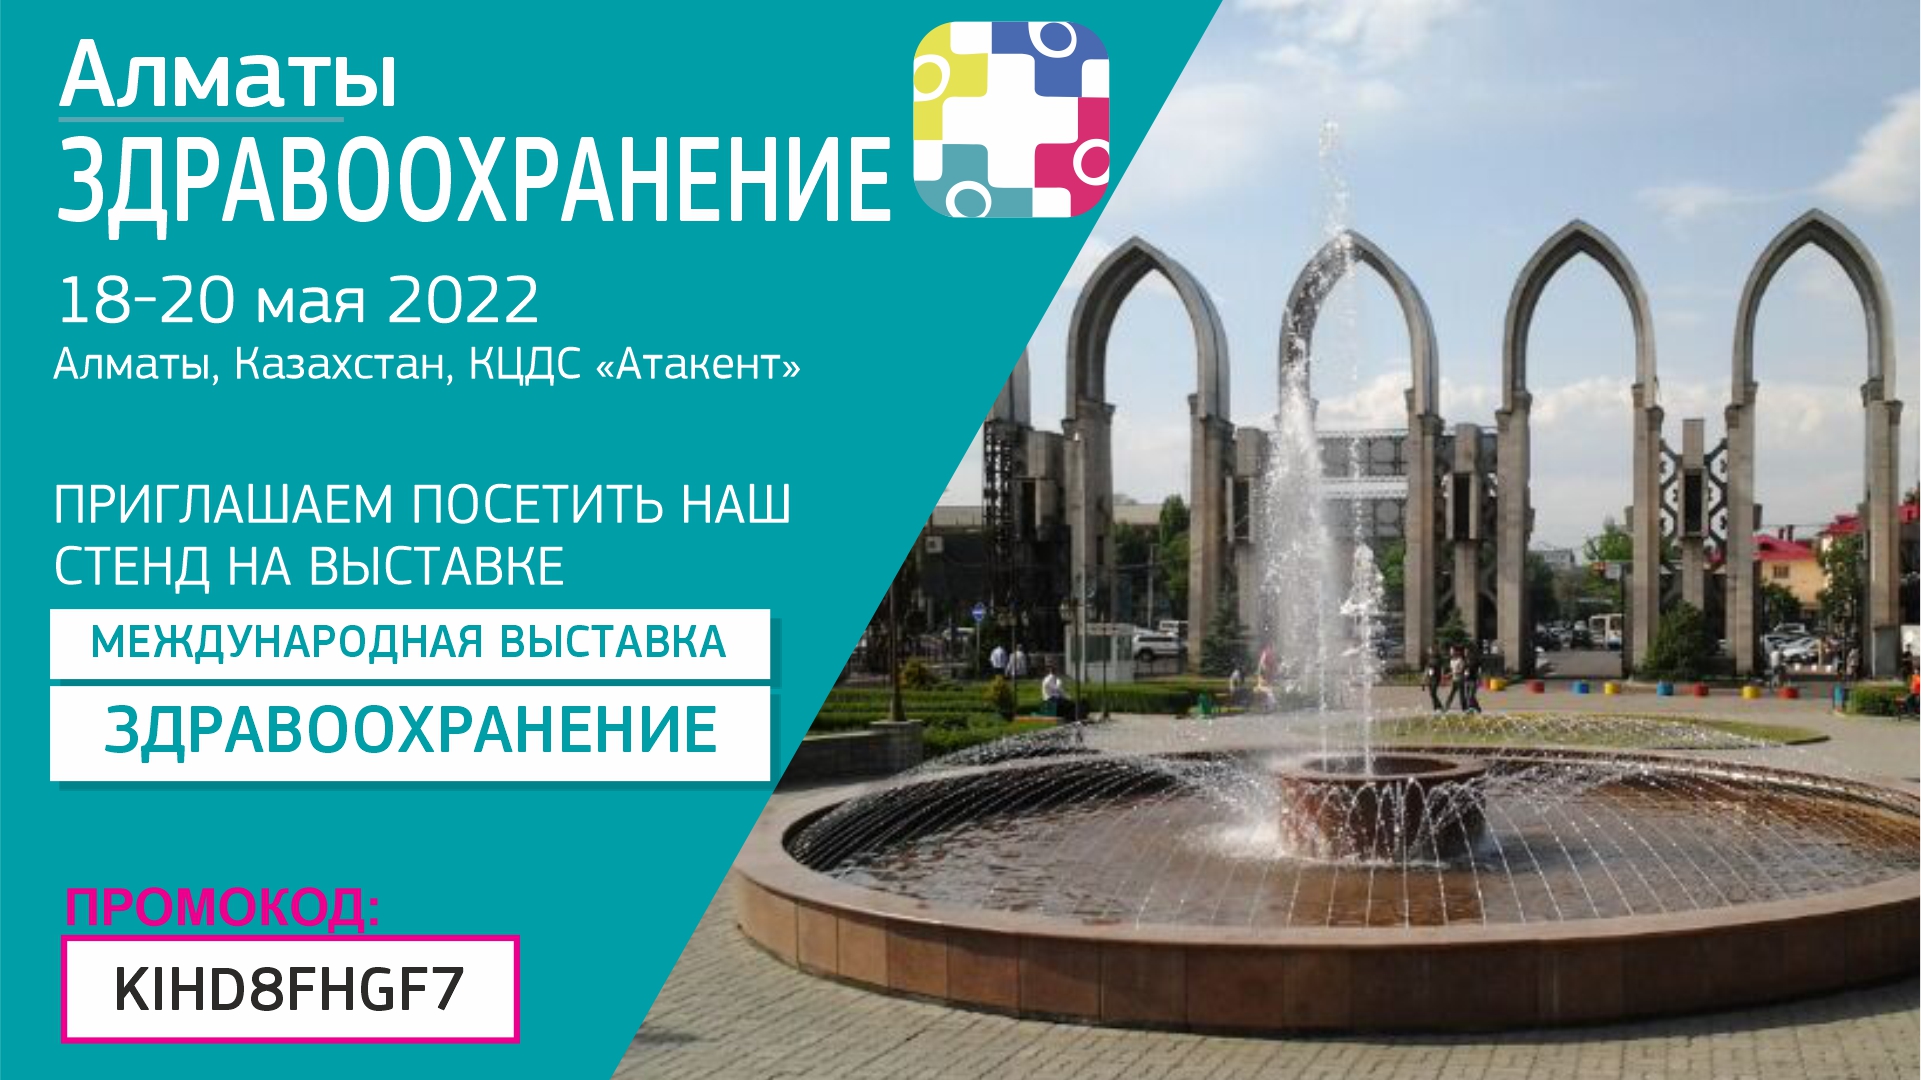 Алматы
ЗДРАВООХРАНЕНИЕ
18-20 мая 2022
Алматы, Казахстан, КЦДС «Атакент»
ПРИГЛАШАЕМ ПОСЕТИТЬ НАШ
СТЕНД НА ВЫСТАВКЕ
МЕЖДУНАРОДНАЯ ВЫСТАВКА
ЗДРАВООХРАНЕНИЕ
ПРОМОКОД:
KIHD8FHGF7